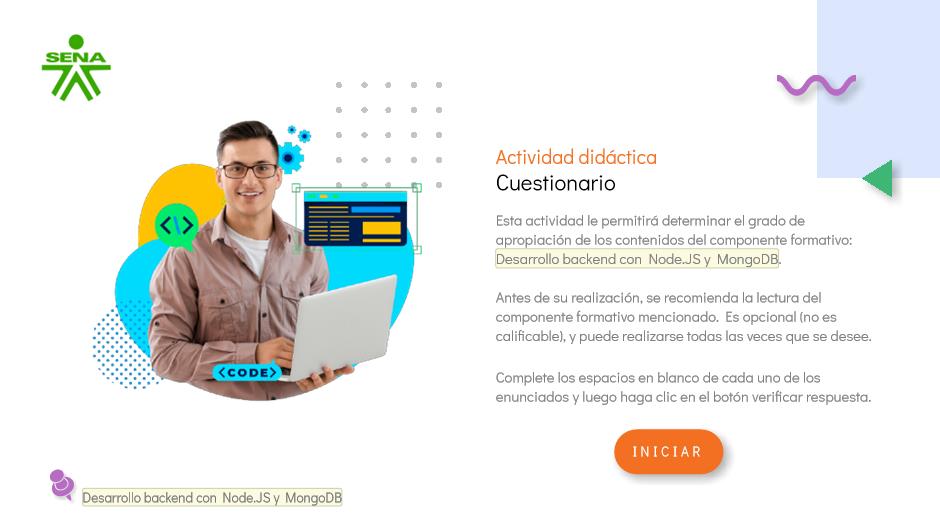 SENA
Actividad didáctica
Cuestionario
Esta actividad le permitirá determinar el grado de
apropiación de los contenidos del componente formativo:
Desarrollo backend con Node.JS y MongoDB.
Antes de su realización, se recomienda la lectura del
componente formativo mencionado. Es opcional (no es
calificable), y puede realizarse todas las veces que se desee.
Complete los espacios en blanco de cada uno de los
enunciados y luego haga clic en el botón verificar respuesta.
<CODE>
INICIAR
Desarrollo backend con Node.JS y MongoDB